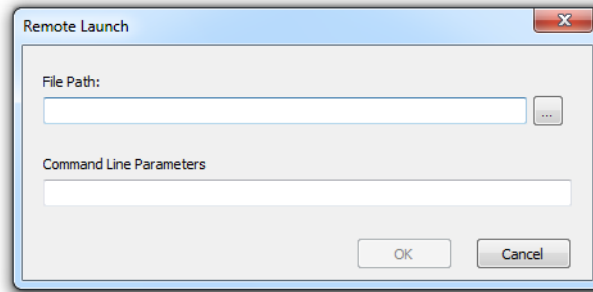 Remote Launch
File Path:
...
Command Line Parameters
OK
Cancel